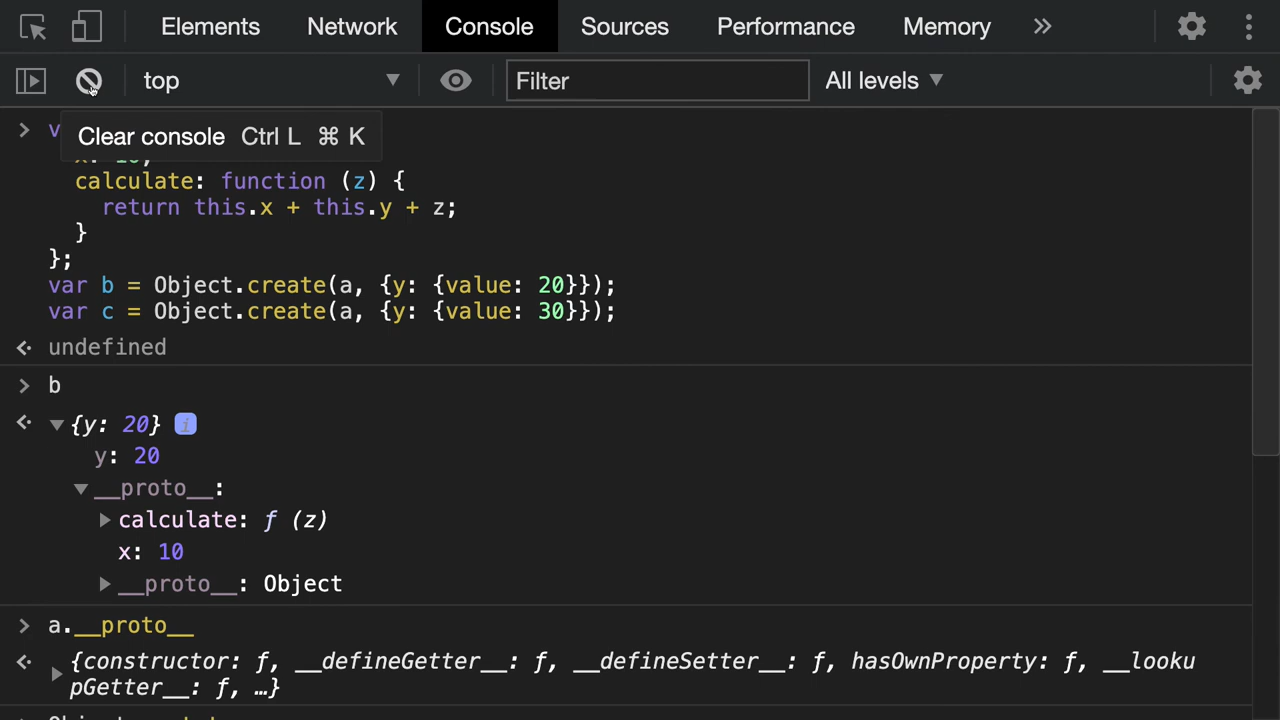 Elements Network Console Sources Performance Memory »
top Filter All levels
> v
Clear console Ctrl L ⌘ K
x: 10,
calculate: function (z) {
return this.x + this.y + z;
}
};
var b = Object.create(a, {y: {value: 20}});
var c = Object.create(a, {y: {value: 30}});
undefined
> b
{y: 20} i
y: 20
__proto__:
calculate: ƒ (z)
x: 10
__proto__: Object
> a.__proto__
{constructor: ƒ, __defineGetter__: ƒ, __defineSetter__: ƒ, hasOwnProperty: ƒ, __looku
pGetter__: ƒ, …}